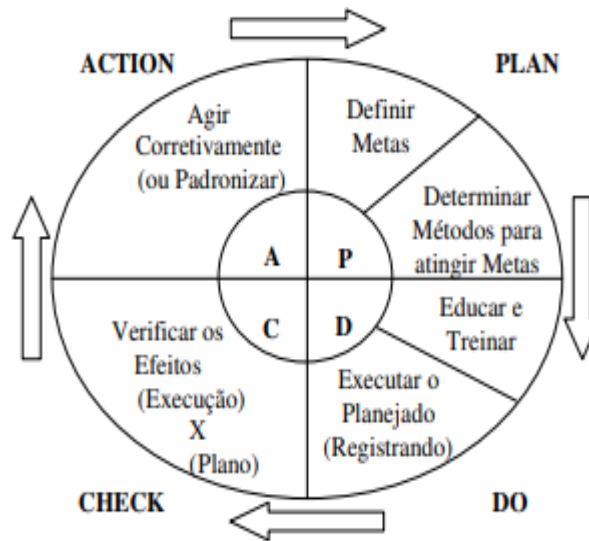 ACTION
PLAN
Agir
Corretivamente
(ou Padronizar)
Definir
Metas
Determinar
Métodos para
atingir Metas
A
P
C
D
Educar e
Treinar
Verificar os
Efeitos
(Execução)
X
(Plano)
Executar o
Planejado
(Registrando)
CHECK
DO